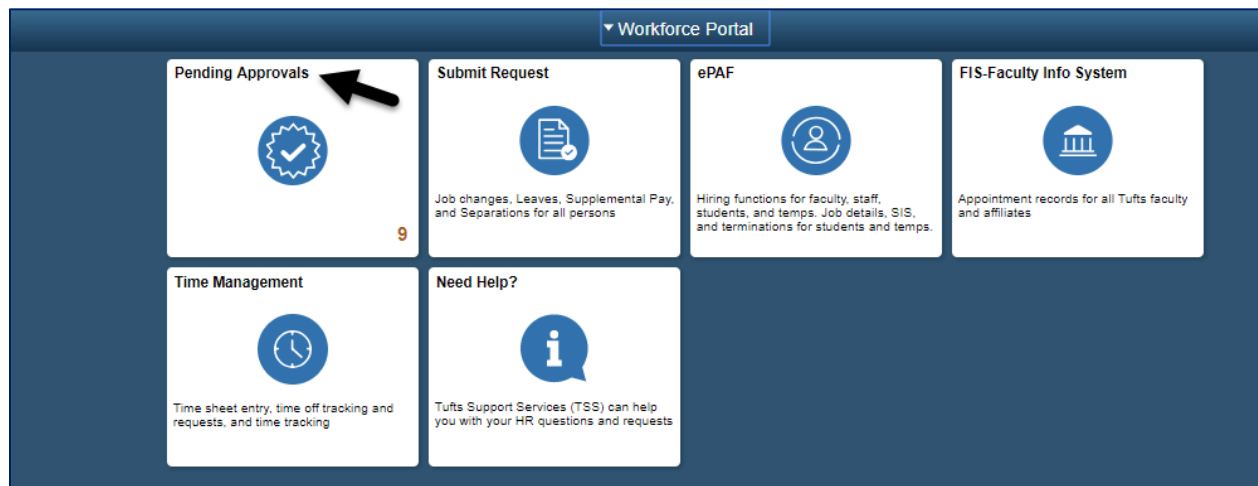 Workforce Portal
Pending Approvals
9
Submit Request
Job changes, Leaves, Supplemental Pay,
and Separations for all persons
ePAF
Hiring functions for faculty, staff,
students, and temps. Job details, SIS,
and terminations for students and temps.
FIS-Faculty Info System
Appointment records for all Tufts faculty
and affiliates
Time Management
Time sheet entry, time off tracking and
requests, and time tracking
Need Help?
i
Tufts Support Services (TSS) can help
you with your HR questions and requests